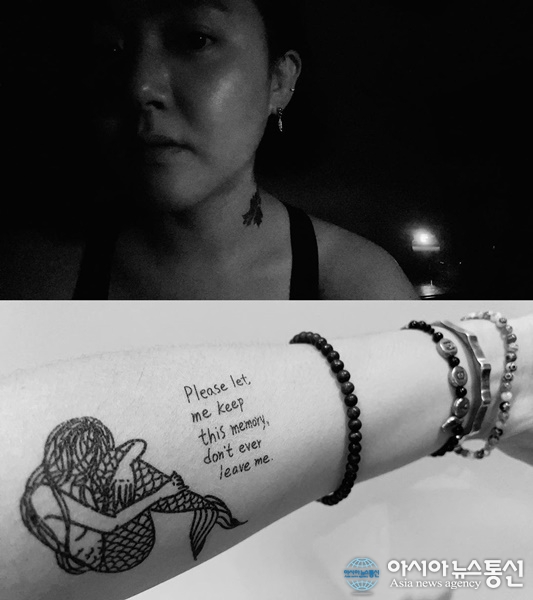 Please let
me keep
this memory,
don't ever
leave me.
아시아뉴스통신
Asia news agency